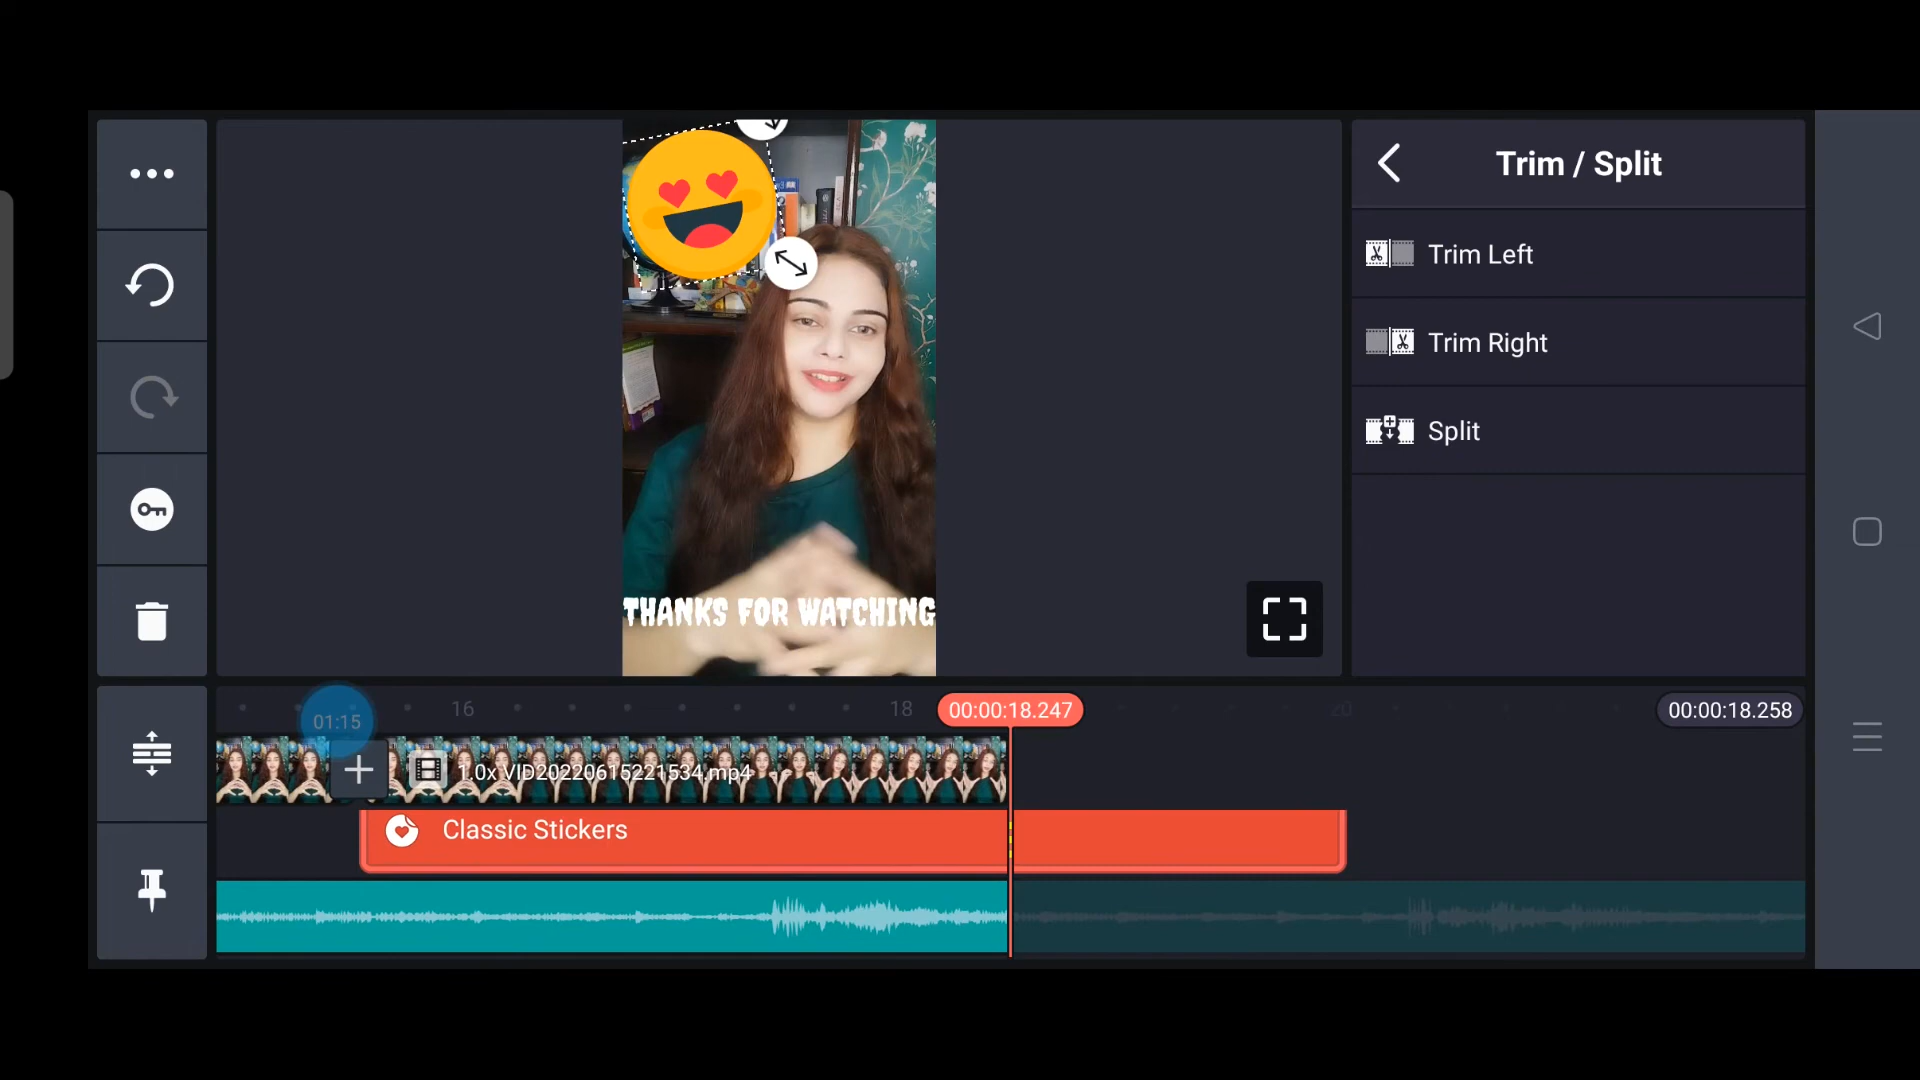 Trim / Split
Trim Left
Trim Right
Split
THANKS FOR WATCHING
01:15
16
18
00:00:18.247
20
00:00:18.258
1.0x VID20220615221534.mp4
Classic Stickers